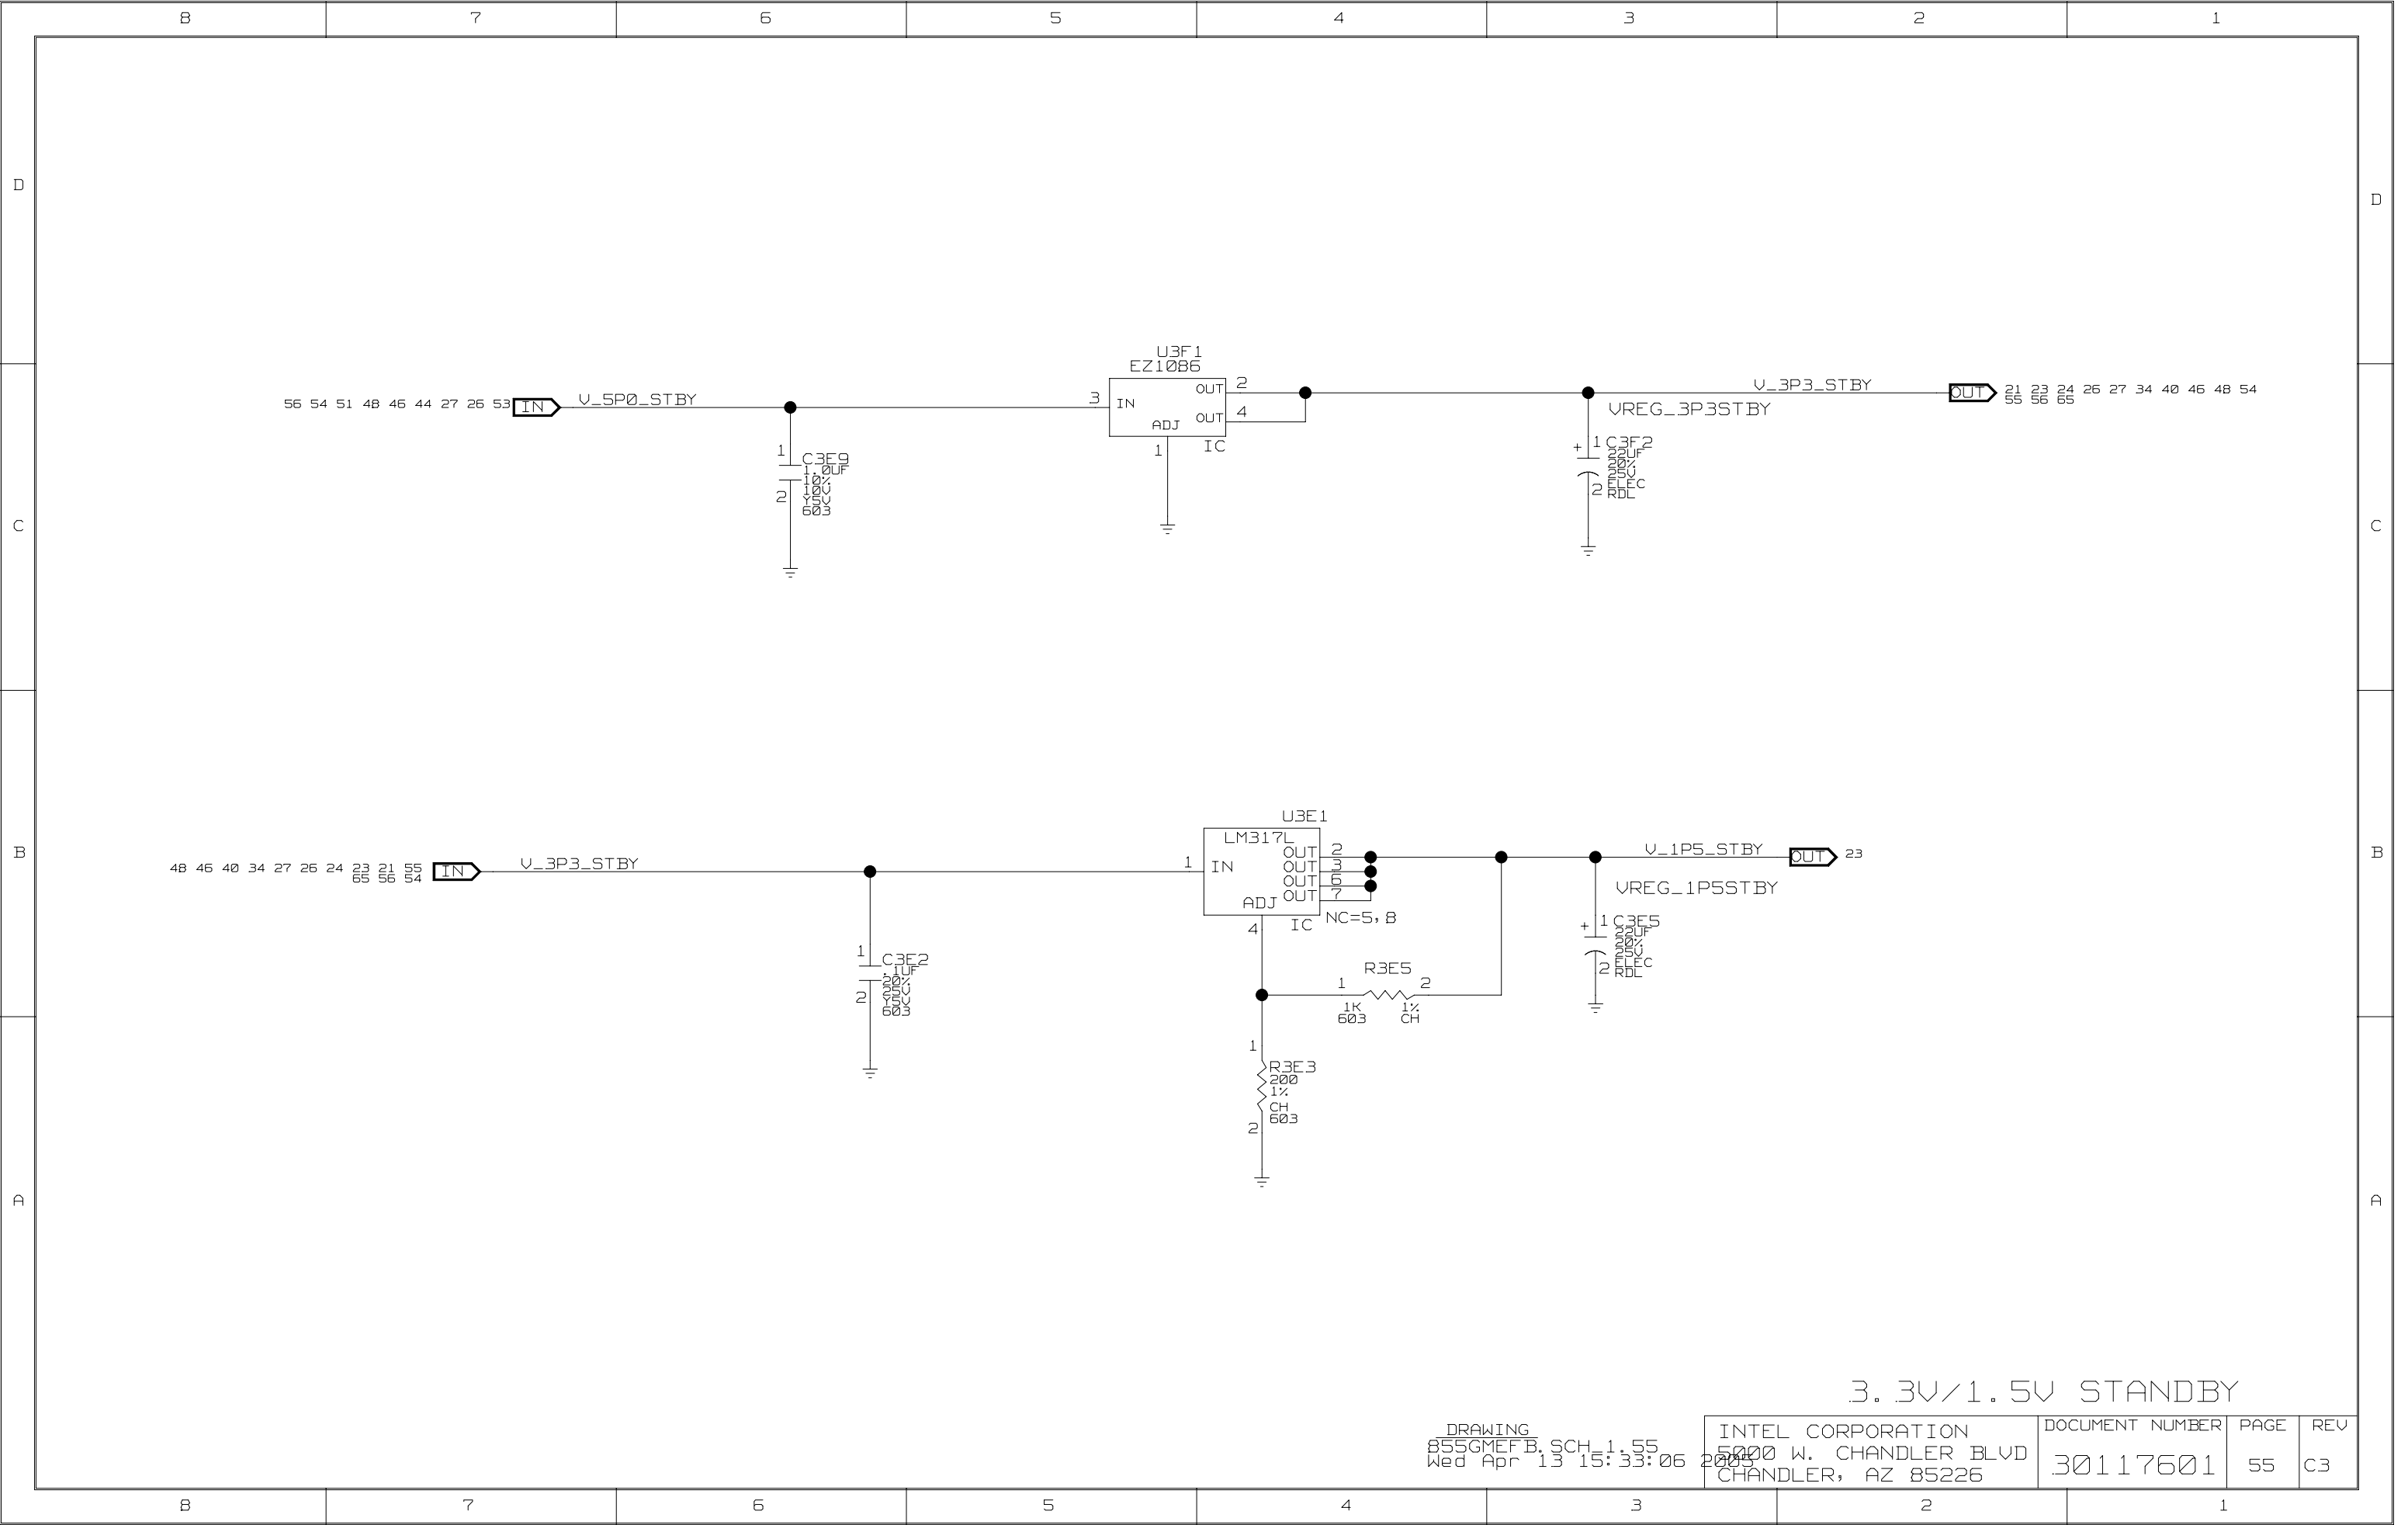 8 7 6 5 4 3 2 1
D
D
U3F1
EZ1086
56 54 51 48 46 44 27 26 53 IN V_5P0_STBY
3 IN OUT 2
OUT 4
ADJ
1
IC
V_3P3_STBY OUT 21 23 24 26 27 34 40 46 48 54
55 56 65
VREG_3P3STBY
1 C3E9
1.0UF
10%
10V
2 Y5V
603
+ 1 C3F2
22UF
20%
25V
2 ELEC
RDL
C
C
U3E1
LM317L
48 46 40 34 27 26 24 23 21 55
65 56 54
IN V_3P3_STBY
1 IN OUT 2
OUT 3
OUT 6
OUT 7
ADJ
4
IC
NC=5,8
V_1P5_STBY OUT 23
VREG_1P5STBY
B
B
1 C3E2
.1UF
20%
25V
2 Y5V
603
+ 1 C3E5
22UF
20%
25V
2 ELEC
RDL
R3E5
1 2
1K 1%
603 CH
1
R3E3
200
1%
CH
603
2
A
A
3.3V/1.5V STANDBY
DRAWING
855GMEFB.SCH_1.55
Wed Apr 13 15:33:06 2005
INTEL CORPORATION
5000 W. CHANDLER BLVD
CHANDLER, AZ 85226
DOCUMENT NUMBER
30117601
PAGE
55
REV
C3
8 7 6 5 4 3 2 1